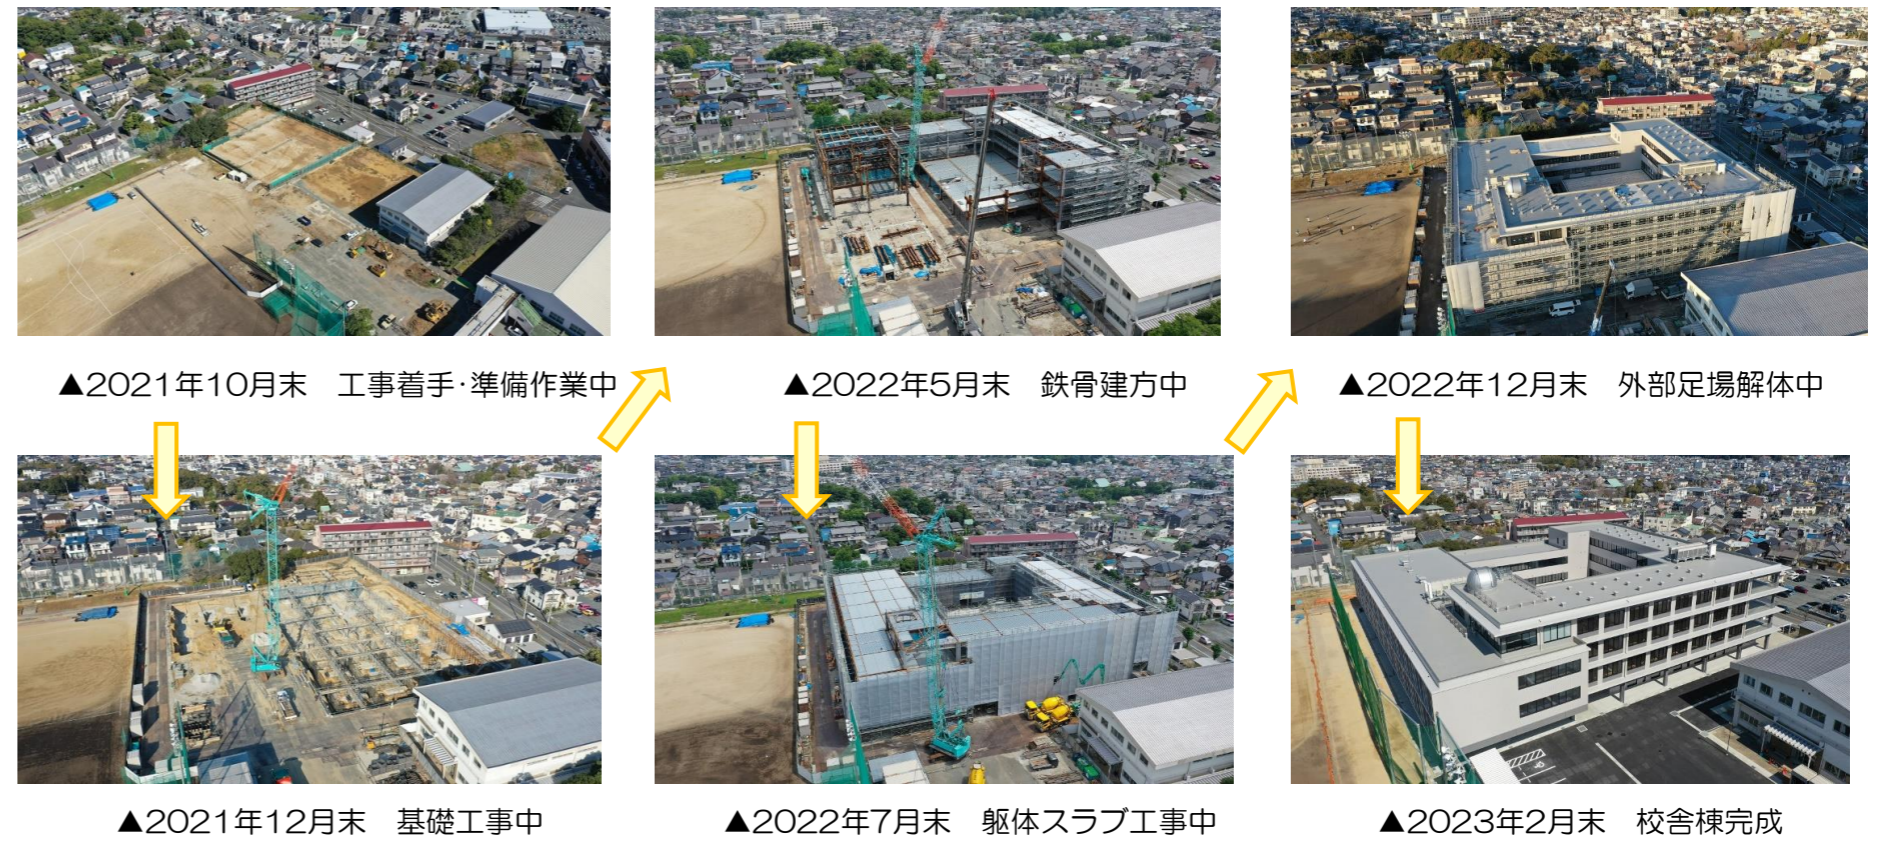 ▲2021年10月末　工事着手・準備作業中
▲2021年12月末　基礎工事中
▲2022年5月末　鉄骨建方中
▲2022年7月末　躯体スラブ工事中
▲2022年12月末　外部足場解体中
▲2023年2月末　校舎棟完成